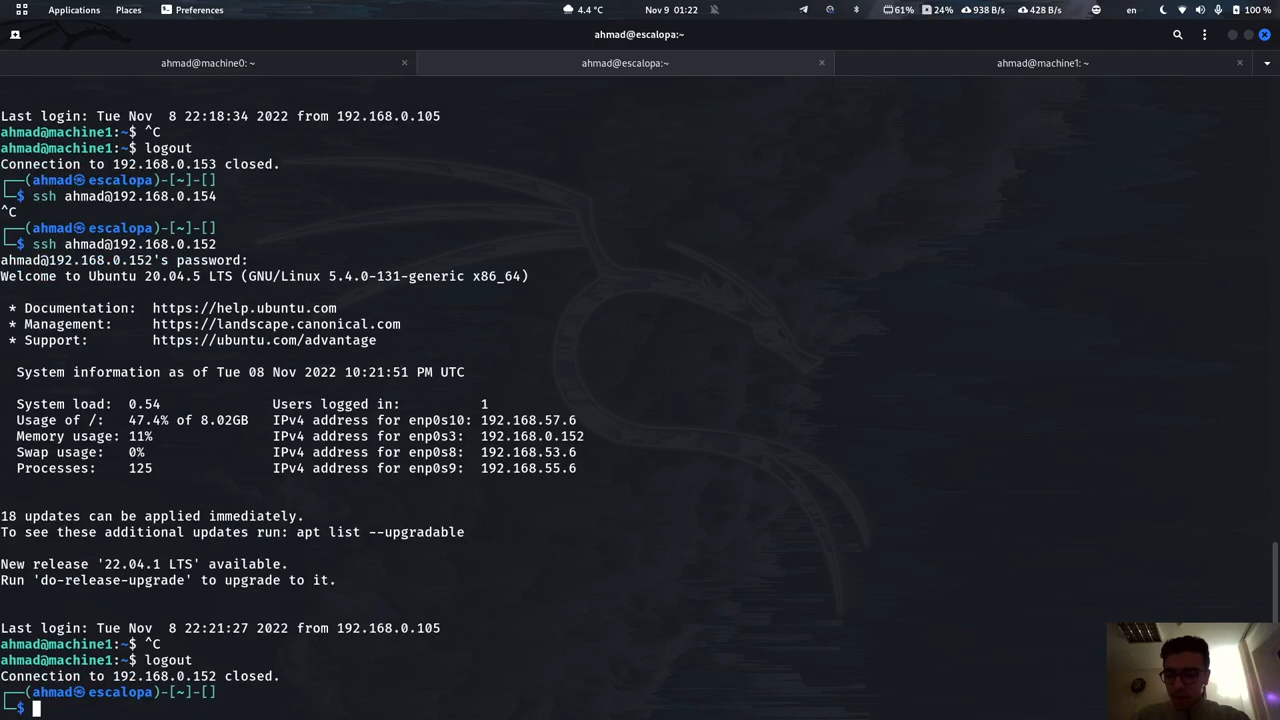 Applications Places Preferences 4.4 °C Nov 9 01:22 61% 24% 938 B/s 428 B/s en 100 %
ahmad@escalopa:~
ahmad@machine0: ~ ahmad@escalopa:~ ahmad@machine1: ~
Last login: Tue Nov  8 22:18:34 2022 from 192.168.0.105
ahmad@machine1:~$ ^C
ahmad@machine1:~$ logout
Connection to 192.168.0.153 closed.
┌──(ahmad㉿escalopa)-[~]-[]
└─$ ssh ahmad@192.168.0.154
^C
┌──(ahmad㉿escalopa)-[~]-[]
└─$ ssh ahmad@192.168.0.152
ahmad@192.168.0.152's password:
Welcome to Ubuntu 20.04.5 LTS (GNU/Linux 5.4.0-131-generic x86_64)
* Documentation:  https://help.ubuntu.com
* Management:     https://landscape.canonical.com
* Support:        https://ubuntu.com/advantage
System information as of Tue 08 Nov 2022 10:21:51 PM UTC
System load:  0.54              Users logged in:        1
Usage of /:   47.4% of 8.02GB   IPv4 address for enp0s10: 192.168.57.6
Memory usage: 11%               IPv4 address for enp0s3:  192.168.0.152
Swap usage:   0%                IPv4 address for enp0s8:  192.168.53.6
Processes:    125               IPv4 address for enp0s9:  192.168.55.6
18 updates can be applied immediately.
To see these additional updates run: apt list --upgradable
New release '22.04.1 LTS' available.
Run 'do-release-upgrade' to upgrade to it.
Last login: Tue Nov  8 22:21:27 2022 from 192.168.0.105
ahmad@machine1:~$ ^C
ahmad@machine1:~$ logout
Connection to 192.168.0.152 closed.
┌──(ahmad㉿escalopa)-[~]-[]
└─$